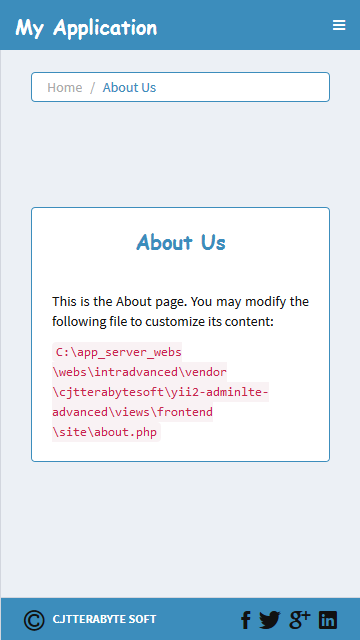 My Application
Home / About Us
About Us
This is the About page. You may modify the
following file to customize its content:
C:\app_server_webs
\webs\intradvanced\vendor
\cjtterabytesoft\yii2-adminlte-
advanced\views\frontend
\site\about.php
© CJTTERABYTE SOFT